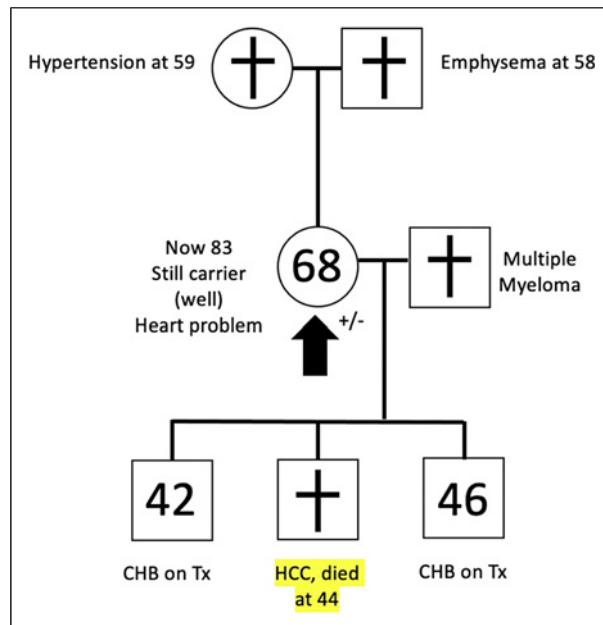 Hypertension at 59
Emphysema at 58
Now 83
Still carrier
(well)
Heart problem
68
+/-
Multiple
Myeloma
42
46
CHB on Tx
HCC, died
at 44
CHB on Tx